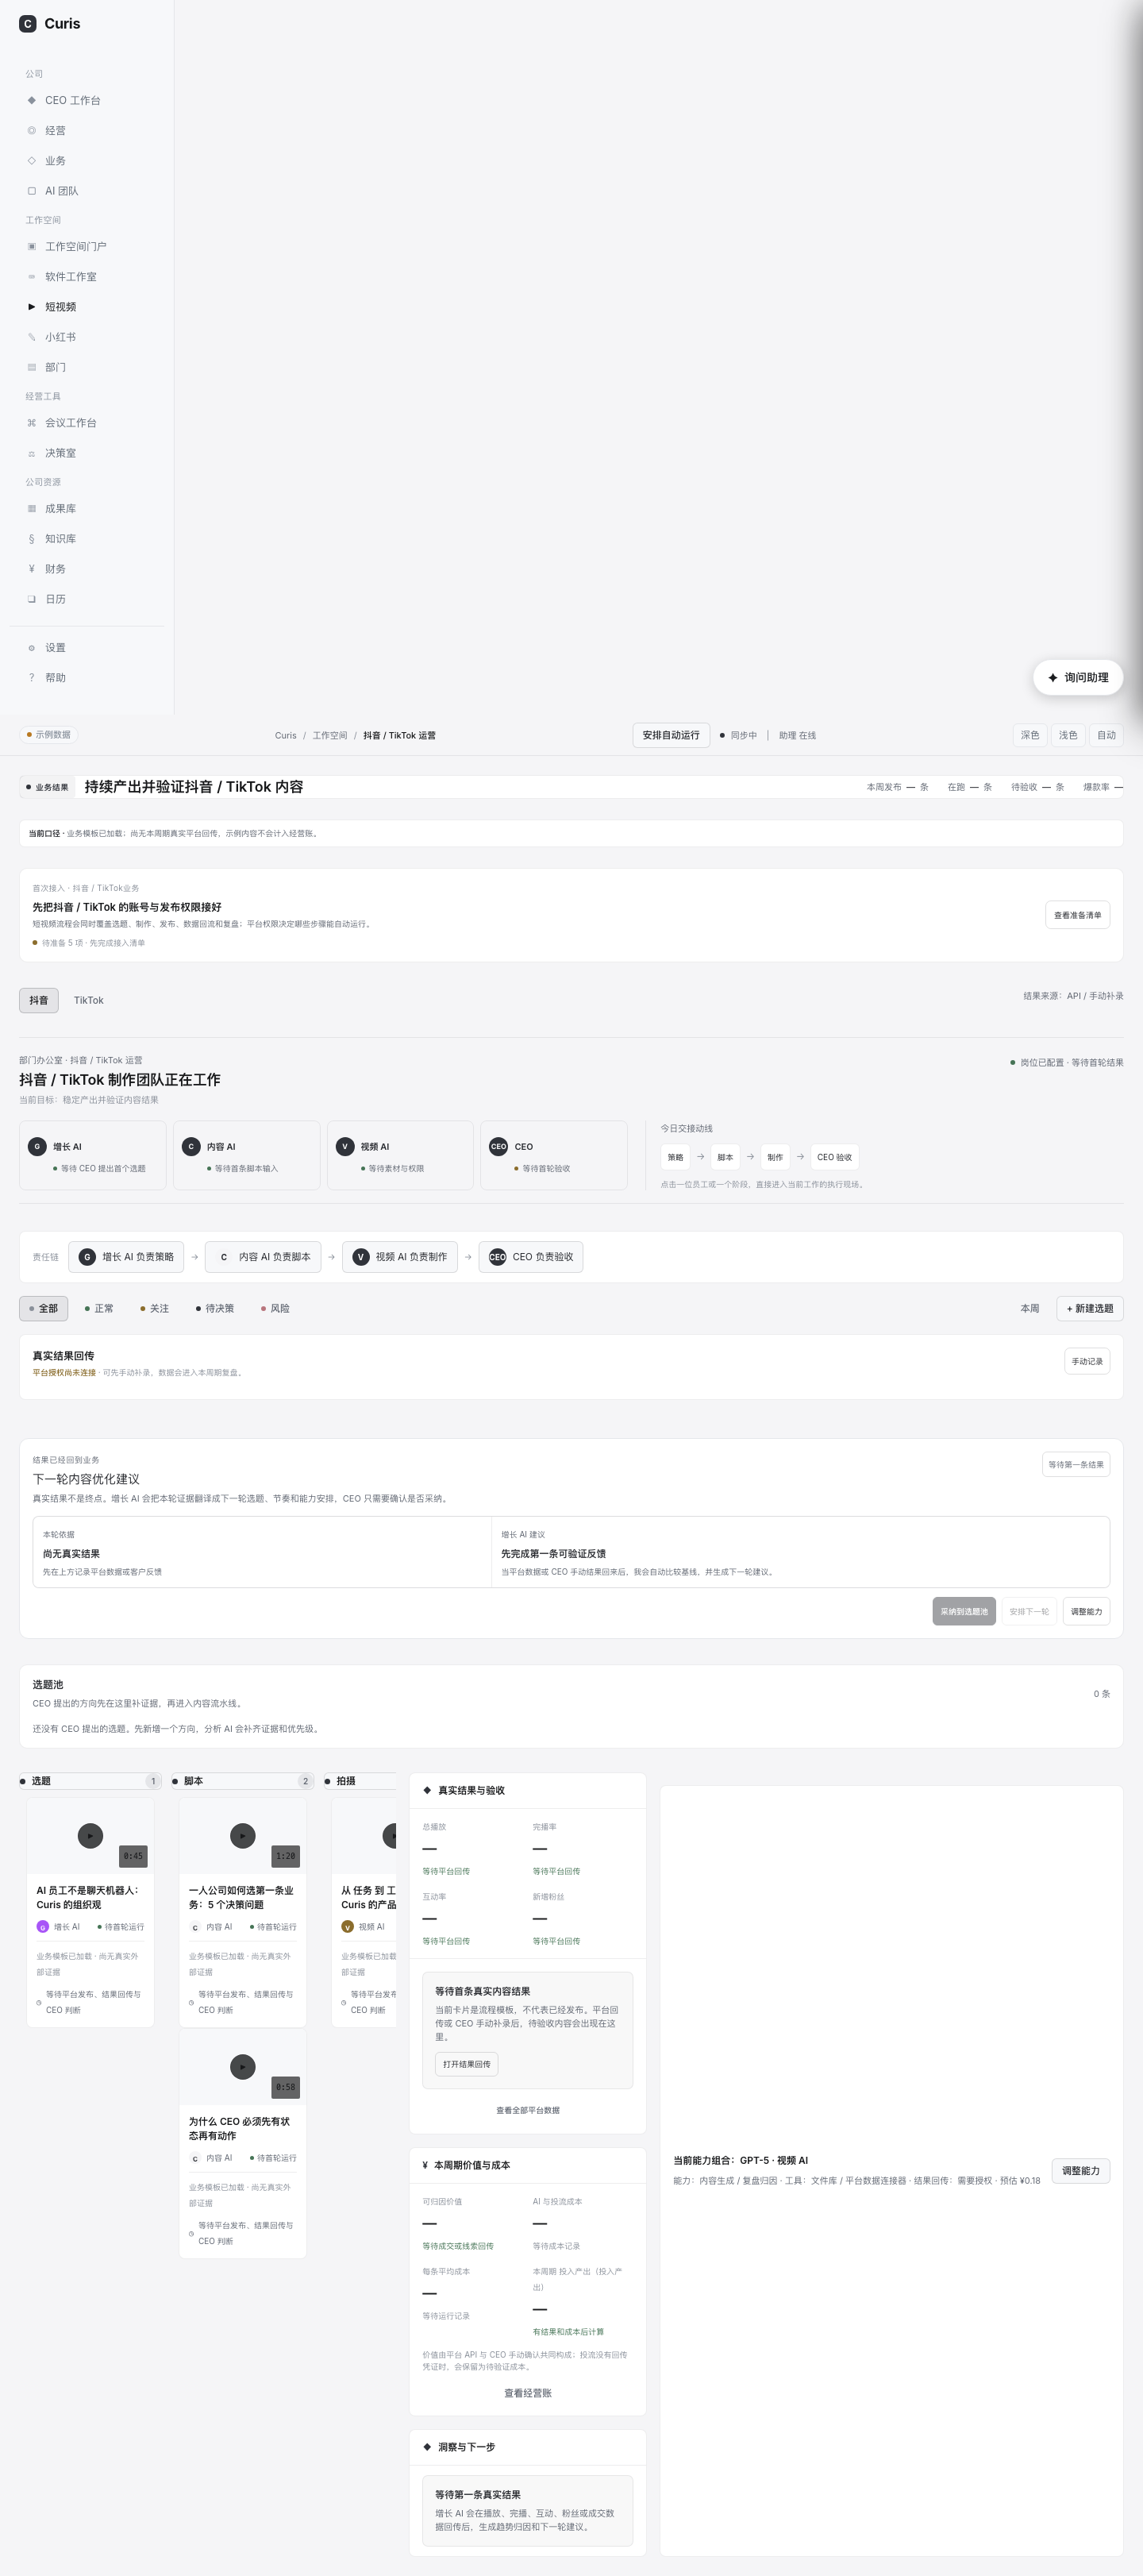 C Curis
公司
CEO 工作台
经营
业务
AI 团队
工作空间
工作空间门户
软件工作室
短视频
小红书
部门
经营工具
会议工作台
决策室
公司资源
成果库
§ 知识库
¥ 财务
日历
设置
? 帮助
询问助理
示例数据
Curis / 工作空间 / 抖音 / TikTok 运营
安排自动运行
同步中 | 助理 在线
深色 浅色 自动
业务结果 持续产出并验证抖音 / TikTok 内容
本周发布 — 条 在跑 — 条 待验收 — 条 爆款率 —
当前口径 · 业务模板已加载；尚无本周期真实平台回传，示例内容不会计入经营账。
首次接入 · 抖音 / TikTok业务
先把抖音 / TikTok 的账号与发布权限接好
短视频流程会同时覆盖选题、制作、发布、数据回流和复盘；平台权限决定哪些步骤能自动运行。
待准备 5 项 · 先完成接入清单
查看准备清单
抖音 TikTok
结果来源：API / 手动补录
部门办公室 · 抖音 / TikTok 运营
抖音 / TikTok 制作团队正在工作
当前目标：稳定产出并验证内容结果
岗位已配置 · 等待首轮结果
G 增长 AI
等待 CEO 提出首个选题
C 内容 AI
等待首条脚本输入
V 视频 AI
等待素材与权限
CEO CEO
等待首轮验收
今日交接动线
策略 → 脚本 → 制作 → CEO 验收
点击一位员工或一个阶段，直接进入当前工作的执行现场。
责任链 G 增长 AI 负责策略 → C 内容 AI 负责脚本 → V 视频 AI 负责制作 → CEO CEO 负责验收
全部 正常 关注 待决策 风险
本周 + 新建选题
真实结果回传
平台授权尚未连接 · 可先手动补录，数据会进入本周期复盘。
手动记录
结果已经回到业务
下一轮内容优化建议
真实结果不是终点。增长 AI 会把本轮证据翻译成下一轮选题、节奏和能力安排，CEO 只需要确认是否采纳。
等待第一条结果
本轮依据
尚无真实结果
先在上方记录平台数据或客户反馈
增长 AI 建议
先完成第一条可验证反馈
当平台数据或 CEO 手动结果回来后，我会自动比较基线，并生成下一轮建议。
采纳到选题池 安排下一轮 调整能力
选题池
CEO 提出的方向先在这里补证据，再进入内容流水线。
0 条
还没有 CEO 提出的选题。先新增一个方向，分析 AI 会补齐证据和优先级。
选题 1
0:45
AI 员工不是聊天机器人：
Curis 的组织观
G 增长 AI 待首轮运行
业务模板已加载 · 尚无真实外
部证据
等待平台发布、结果回传与
CEO 判断
脚本 2
1:20
一人公司如何选第一条业
务：5 个决策问题
C 内容 AI 待首轮运行
业务模板已加载 · 尚无真实外
部证据
等待平台发布、结果回传与
CEO 判断
0:58
为什么 CEO 必须先有状
态再有动作
C 内容 AI 待首轮运行
业务模板已加载 · 尚无真实外
部证据
等待平台发布、结果回传与
CEO 判断
拍摄
从 任务 到 工
Curis 的产品
V 视频 AI
业务模板已加载
部证据
等待平台发布
CEO 判断
真实结果与验收
总播放 完播率
— —
等待平台回传 等待平台回传
互动率 新增粉丝
— —
等待平台回传 等待平台回传
等待首条真实内容结果
当前卡片是流程模板，不代表已经发布。平台回
传或 CEO 手动补录后，待验收内容会出现在这
里。
打开结果回传
查看全部平台数据
¥ 本周期价值与成本
可归因价值 AI 与投流成本
— —
等待成交或线索回传 等待成本记录
每条平均成本
—
等待运行记录
本周期 投入产出（投入产
出）
—
有结果和成本后计算
价值由平台 API 与 CEO 手动确认共同构成；投流没有回传
凭证时，会保留为待验证成本。
查看经营账
洞察与下一步
等待第一条真实结果
增长 AI 会在播放、完播、互动、粉丝或成交数
据回传后，生成趋势归因和下一轮建议。
当前能力组合：GPT-5 · 视频 AI
能力：内容生成 / 复盘归因 · 工具：文件库 / 平台数据连接器 · 结果回传：需要授权 · 预估 ¥0.18
调整能力